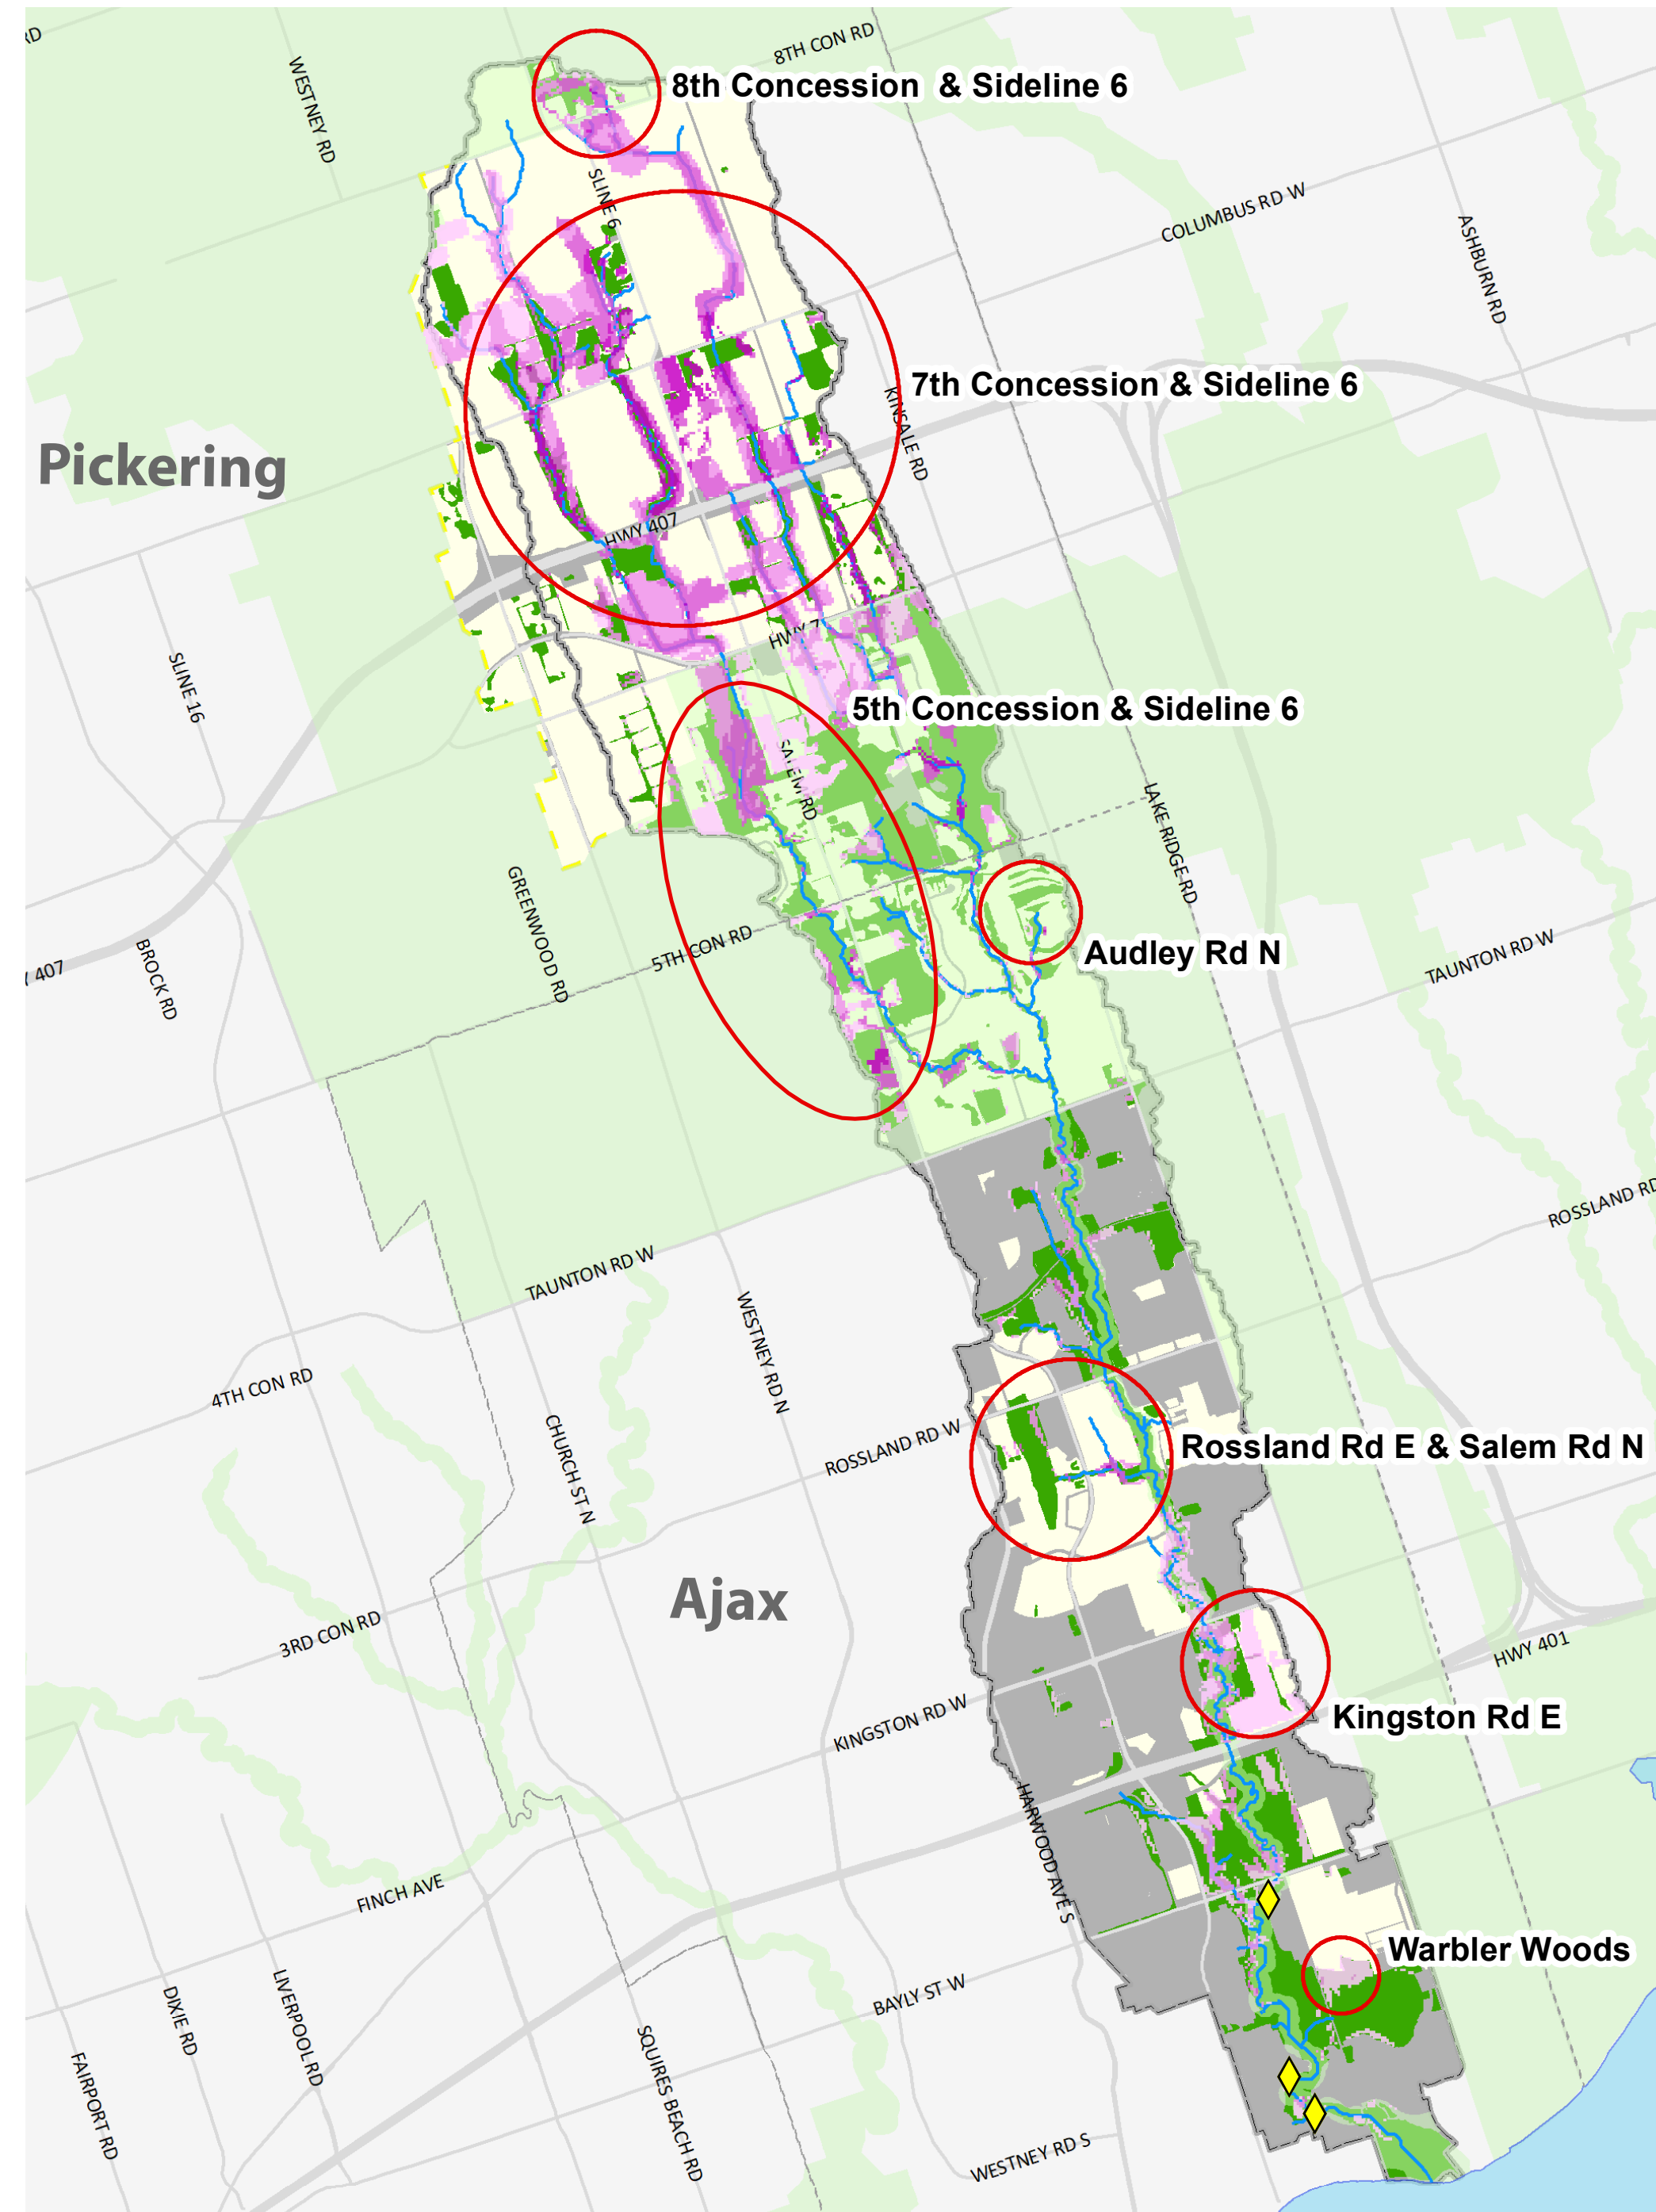 8TH CON RD
WESTNEY RD
8th Concession & Sideline 6
SLINE 6
COLUMBUS RD W
ASHBURN RD
7th Concession & Sideline 6
KINSALE RD
Pickering
HWY 407
HWY 7
SLINE 16
5th Concession & Sideline 6
SALEM RD
LAKE RIDGE RD
GREENWOOD RD
5TH CON RD
BROCK RD
407
Audley Rd N
TAUNTON RD W
ROSSLAND RD
TAUNTON RD W
WESTNEY RD N
4TH CON RD
CHURCH ST N
ROSSLAND RD W
Rossland Rd E & Salem Rd N
Ajax
3RD CON RD
HWY 401
KINGSTON RD W
Kingston Rd E
HARWOOD AVE S
FINCH AVE
Warbler Woods
BAYLY ST W
DIXIE RD
LIVERPOOL RD
SQUIRES BEACH RD
FAIRPORT RD
WESTNEY RD S